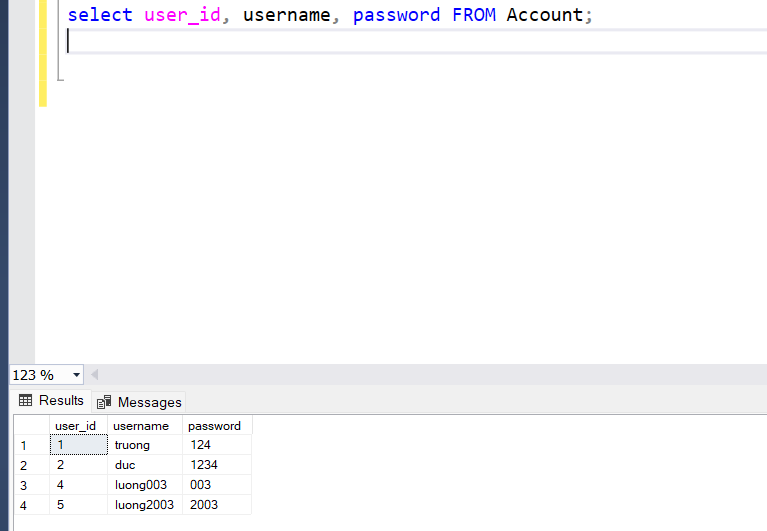 select user_id, username, password FROM Account;
123 %
Results Messages
user_id username password
1 1 truong 124
2 2 duc 1234
3 4 luong003 003
4 5 luong2003 2003